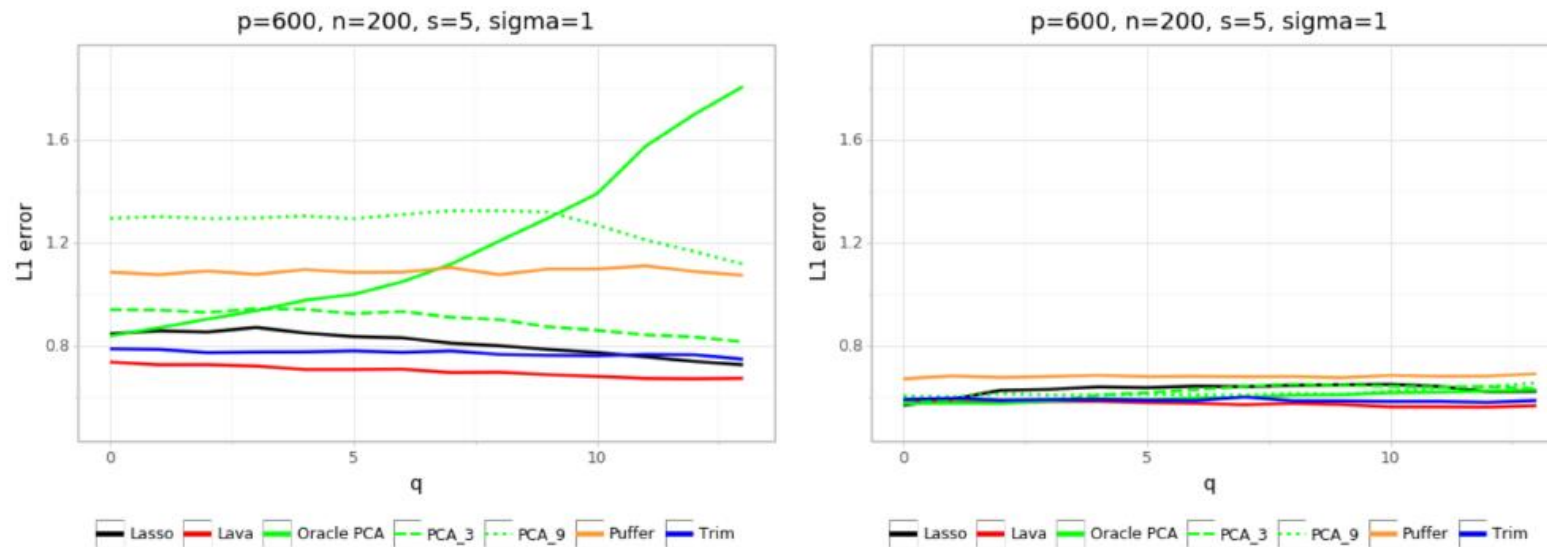 p=600, n=200, s=5, sigma=1
1.6
1.2
0.8
L1 error
0
5
10
q
Lasso Lava Oracle PCA PCA_3 PCA_9 Puffer Trim
p=600, n=200, s=5, sigma=1
1.6
1.2
0.8
L1 error
0
5
10
q
Lasso Lava Oracle PCA PCA_3 PCA_9 Puffer Trim